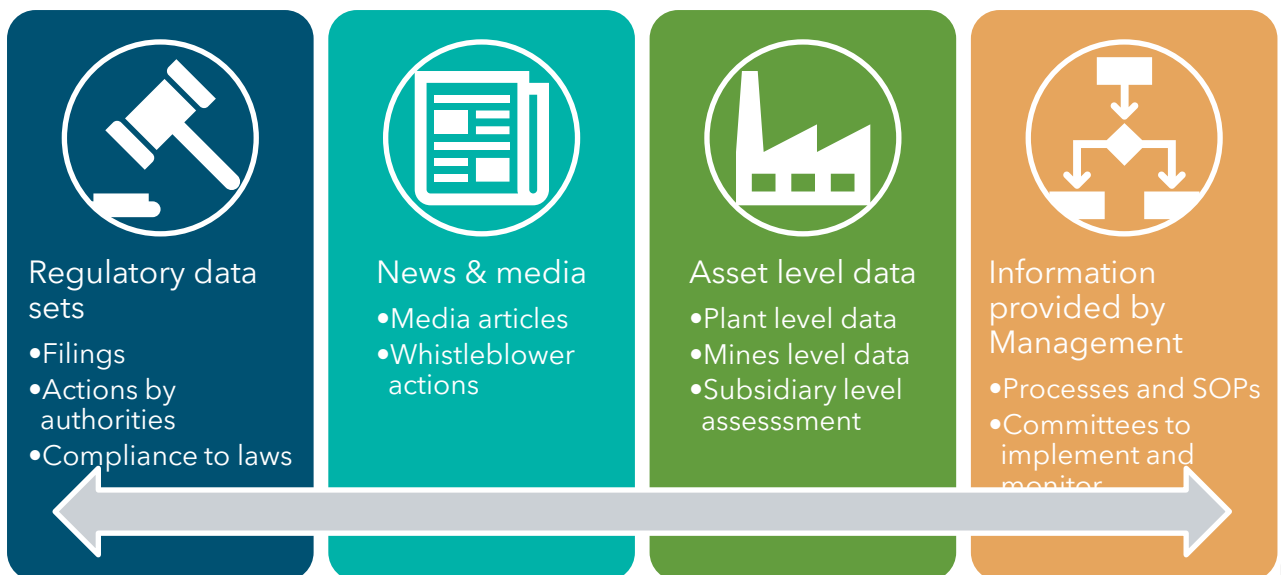 Regulatory data
sets
•Filings
•Actions by
authorities
•Compliance to laws
News & media
•Media articles
•Whistleblower
actions
Asset level data
•Plant level data
•Mines level data
•Subsidiary level
assesssment
Information
provided by
Management
•Processes and SOPs
•Committees to
implement and
monitor